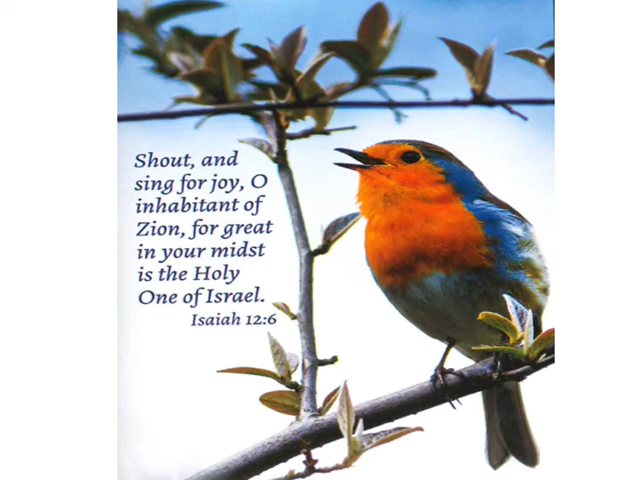 Shout, and
sing for joy, O
inhabitant of
Zion, for great
in your midst
is the Holy
One of Israel.
Isaiah 12:6